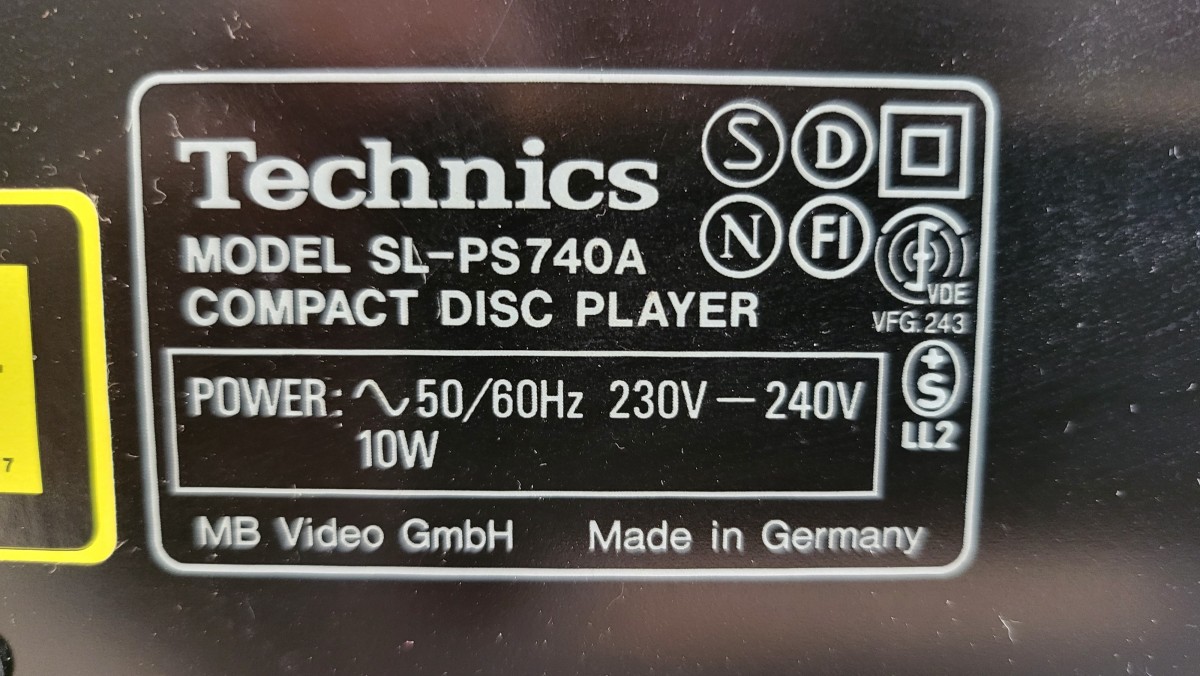 Technics
MODEL SL-PS740A
COMPACT DISC PLAYER
S D
N FI
VDE
VFG.243
+S
LL2
POWER: ∿50/60Hz 230V—240V
10W
MB Video GmbH Made in Germany
7